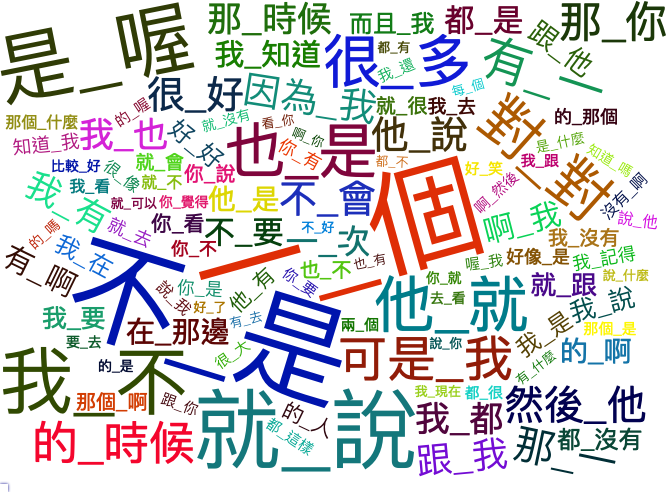 那_時候
而且_我
都_是
那_你
是_喔
我_知道
都_有
很_多
跟_他
有_一
我_還
每_個
很_好
因為_我
就_很
我_去
的_喔
那個_什麼
知道_我
我_也
好_好
就_沒有
看_你
啊_你
他_說
的_那個
對_對
也_是
你_有
都_不
是_什麼
知道_嗎
比較_好
就_會
你_說
好_笑
我_跟
我_看
就_不
他_是
不_會
一_個
啊_然後
沒有_啊
我_有
就_可以
你_覺得
說_他
就_去
你_看
不_要
不_好
一_次
啊_我
我_沒有
的_嗎
我_在
你_不
不_是
有_啊
也_不
也_有
喔_我
好像_是
我_記得
你_是
他_有
你_要
你_就
就_跟
說_什麼
說_我
好_了
他_就
去_看
我_說
我_要
有_去
兩_個
那個_是
在_那邊
要_去
我_是
說_你
可是_我
的_是
很_大
的_啊
我_不
有_什麼
那個_啊
跟_你
就_說
的_人
我_現在
都_很
然後_他
我_都
都_這樣
的_時候
跟_我
那_一
都_沒有